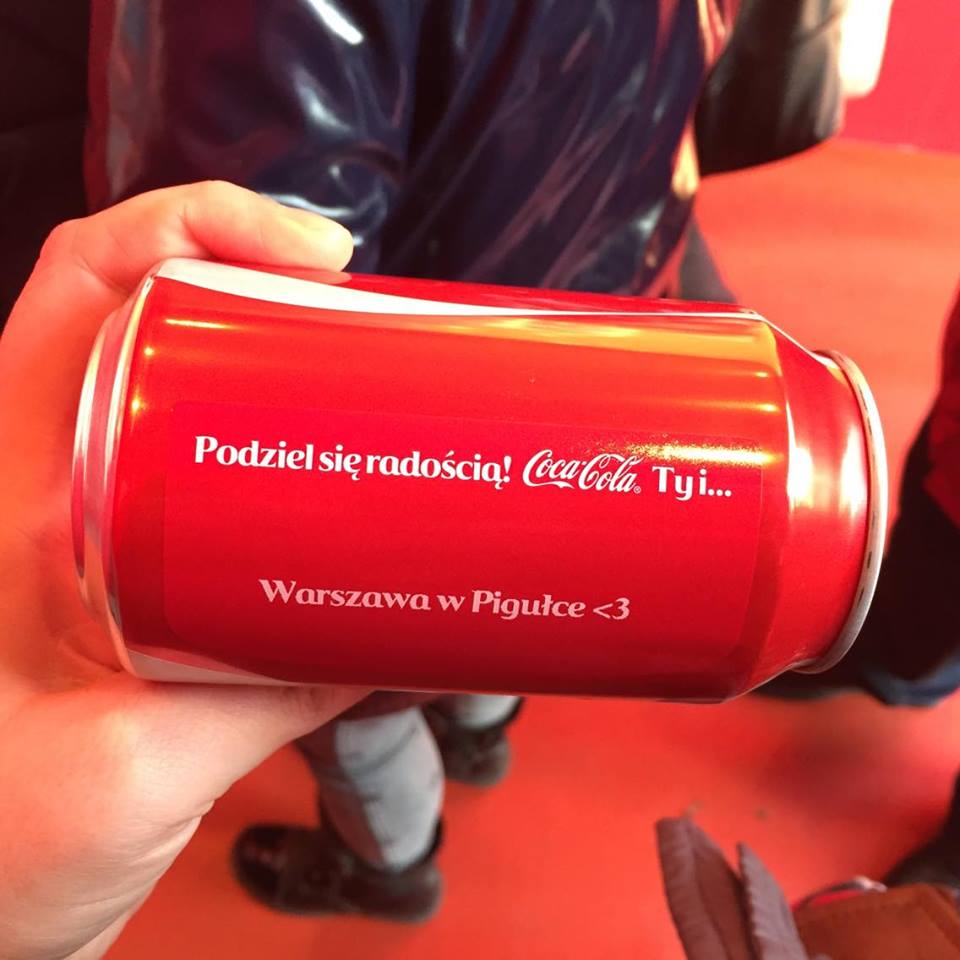 Podziel się radością! Coca-Cola® Ty i...
Warszawa w Pigułce <3